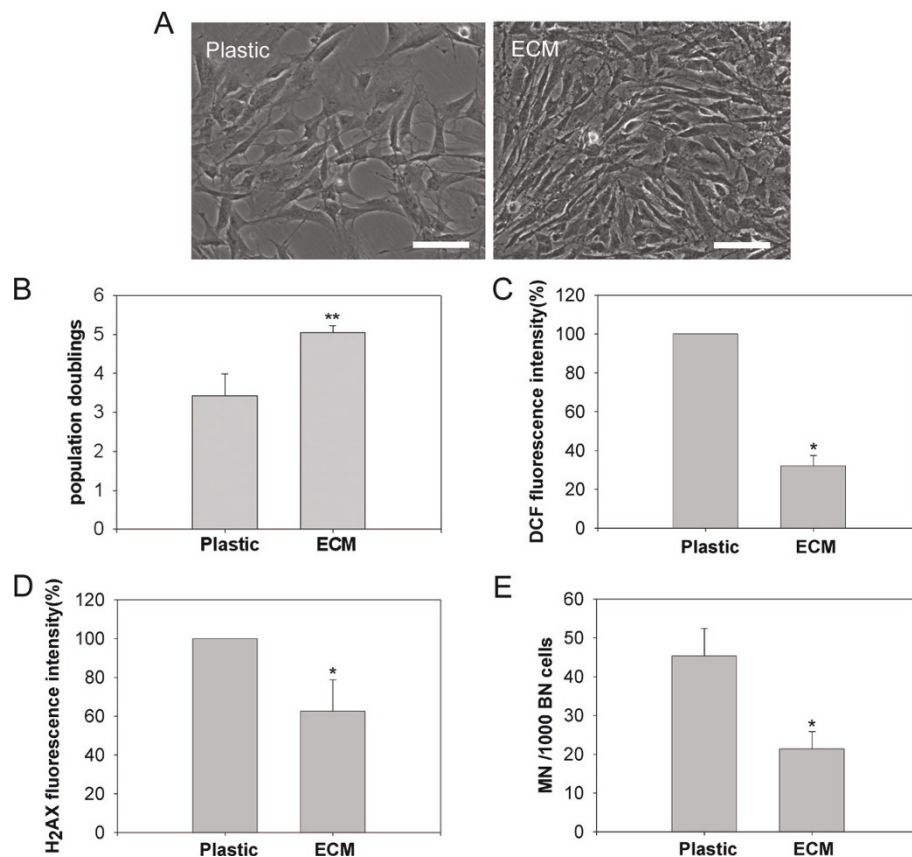 A
Plastic
ECM
B
population doublings
6
5
4
3
2
1
0
**
Plastic
ECM
C
DCF fluorescence intensity(%)
120
100
80
60
40
20
0
*
Plastic
ECM
D
H2AX fluorescence intensity(%)
120
100
80
60
40
20
0
*
Plastic
ECM
E
MN /1000 BN cells
60
50
40
30
20
10
0
*
Plastic
ECM